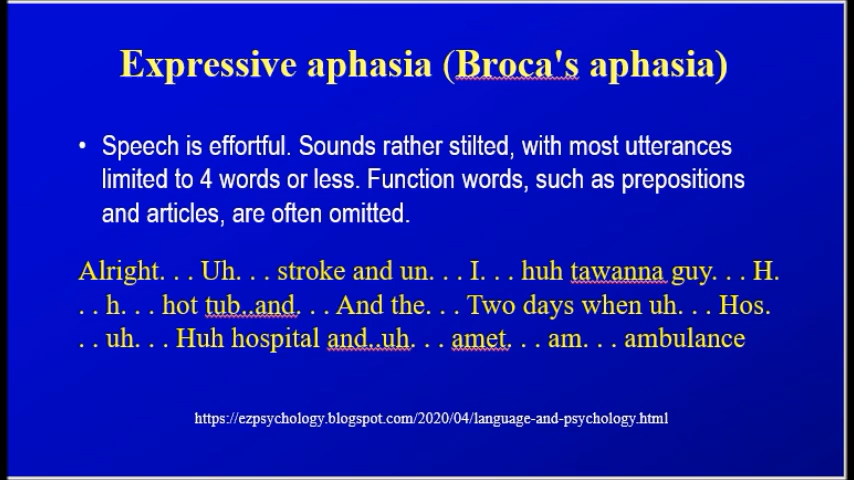 Expressive aphasia (Broca's aphasia)
• Speech is effortful. Sounds rather stilted, with most utterances
limited to 4 words or less. Function words, such as prepositions
and articles, are often omitted.
Alright. . . Uh. . . stroke and un. . . I. . . huh tawanna guy. . . H.
. . h. . . hot tub..and. . . And the. . . Two days when uh. . . Hos.
. . uh. . . Huh hospital and..uh. . . amet. . . am. . . ambulance
https://ezpsychology.blogspot.com/2020/04/language-and-psychology.html